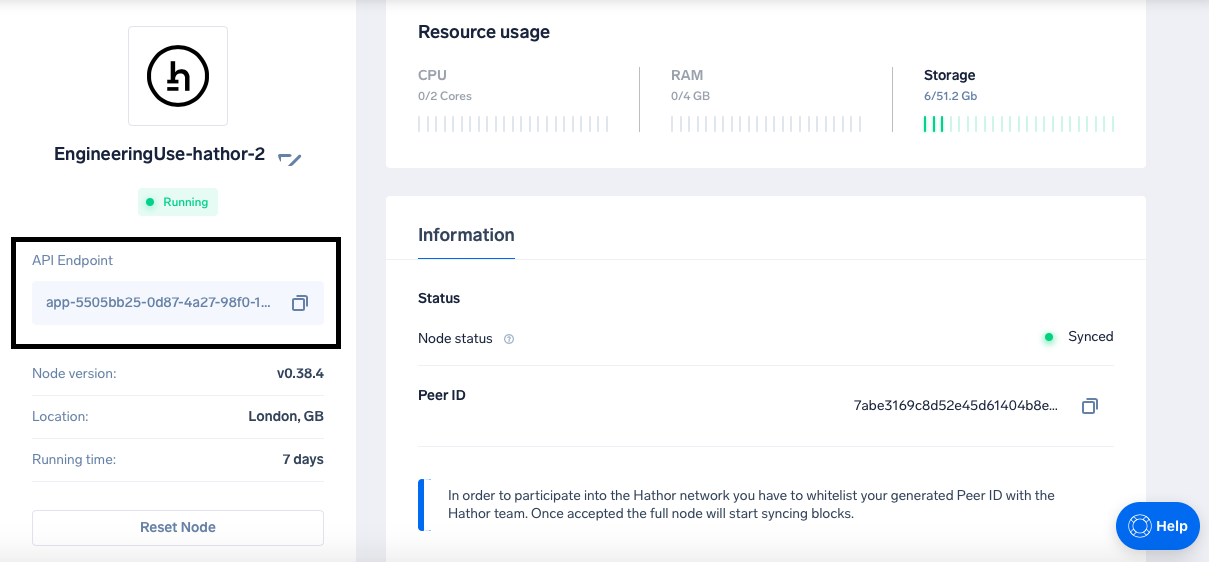 EngineeringUse-hathor-2
Running
API Endpoint
app-5505bb25-0d87-4a27-98f0-1...
Node version: v0.38.4
Location: London, GB
Running time: 7 days
Reset Node
Resource usage
CPU
0/2 Cores
RAM
0/4 GB
Storage
6/51.2 Gb
Information
Status
Node status
Synced
Peer ID
7abe3169c8d52e45d61404b8e...
In order to participate into the Hathor network you have to whitelist your generated Peer ID with the
Hathor team. Once accepted the full node will start syncing blocks.
Help